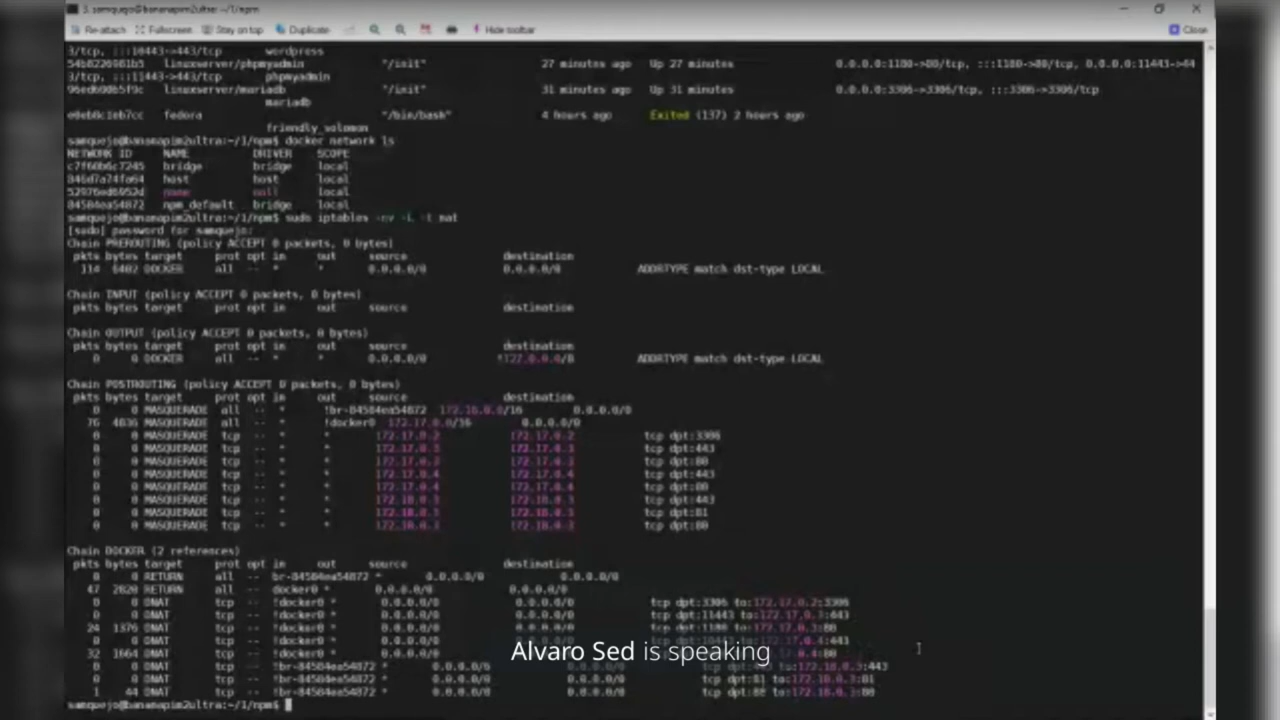 5. samquejo@bananapim2ultra:~/1/npm
Re-attach Fullscreen Stay on top Duplicate Hide toolbar Close
3/tcp, :::10443->443/tcp wordpress
linuxserver/phpmyadmin "/init" 27 minutes ago Up 27 minutes 0.0.0.0:1180->80/tcp, :::1180->80/tcp, 0.0.0.0:11443->44
3/tcp, :::11443->443/tcp phpmyadmin
linuxserver/mariadb "/init" 31 minutes ago Up 31 minutes 0.0.0.0:3306->3306/tcp, :::3306->3306/tcp
mariadb
fedora "/bin/bash" 4 hours ago Exited (137) 2 hours ago
samquejo@bananapim2ultra:~/1/npm$ docker network ls
NETWORK ID NAME DRIVER SCOPE
bridge bridge local
host host local
none null local
84584ea54872 npm_default bridge local
samquejo@bananapim2ultra:~/1/npm$ sudo iptables -nv -L -t nat
[sudo] password for samquejo:
Chain PREROUTING (policy ACCEPT 0 packets, 0 bytes)
pkts bytes target prot opt in out source destination
114 6402 DOCKER all -- * * 0.0.0.0/0 0.0.0.0/0 ADDRTYPE match dst-type LOCAL
Chain INPUT (policy ACCEPT 0 packets, 0 bytes)
pkts bytes target prot opt in out source destination
Chain OUTPUT (policy ACCEPT 0 packets, 0 bytes)
pkts bytes target prot opt in out source destination
0 0 DOCKER all -- * * 0.0.0.0/0 !127.0.0.0/8 ADDRTYPE match dst-type LOCAL
Chain POSTROUTING (policy ACCEPT 0 packets, 0 bytes)
pkts bytes target prot opt in out source destination
0 0 MASQUERADE all -- * !br-84584ea54872 172.18.0.0/16 0.0.0.0/0
76 4836 MASQUERADE all -- * !docker0 172.17.0.0/16 0.0.0.0/0
0 0 MASQUERADE tcp -- * * 172.17.0.2 172.17.0.2 tcp dpt:3306
0 0 MASQUERADE tcp -- * * 172.17.0.3 172.17.0.3 tcp dpt:443
0 0 MASQUERADE tcp -- * * 172.17.0.3 172.17.0.3 tcp dpt:80
0 0 MASQUERADE tcp -- * * 172.17.0.4 172.17.0.4 tcp dpt:443
0 0 MASQUERADE tcp -- * * 172.17.0.4 172.17.0.4 tcp dpt:80
0 0 MASQUERADE tcp -- * * 172.18.0.3 172.18.0.3 tcp dpt:443
0 0 MASQUERADE tcp -- * * 172.18.0.3 172.18.0.3 tcp dpt:81
0 0 MASQUERADE tcp -- * * 172.18.0.3 172.18.0.3 tcp dpt:80
Chain DOCKER (2 references)
pkts bytes target prot opt in out source destination
0 0 RETURN all -- br-84584ea54872 * 0.0.0.0/0 0.0.0.0/0
47 2820 RETURN all -- docker0 * 0.0.0.0/0 0.0.0.0/0
0 0 DNAT tcp -- !docker0 * 0.0.0.0/0 0.0.0.0/0 tcp dpt:3306 to:172.17.0.2:3306
0 0 DNAT tcp -- !docker0 * 0.0.0.0/0 0.0.0.0/0 tcp dpt:11443 to:172.17.0.3:443
24 1376 DNAT tcp -- !docker0 * 0.0.0.0/0 0.0.0.0/0 tcp dpt:1180 to:172.17.0.3:80
0 0 DNAT tcp -- !docker0 * 0.0.0.0/0
32 1664 DNAT tcp -- !docker0 * 0.0.0.0/0
Alvaro Sed is speaking
0 0 DNAT tcp -- !br-84584ea54872 * 0.0.0.0/0 0.0.0.0/0 tcp to:172.18.0.3:443
0 0 DNAT tcp -- !br-84584ea54872 * 0.0.0.0/0 0.0.0.0/0 tcp dpt:81 to:172.18.0.3:81
1 44 DNAT tcp -- !br-84584ea54872 * 0.0.0.0/0 0.0.0.0/0 tcp dpt:80 to:172.18.0.3:80
samquejo@bananapim2ultra:~/1/npm$